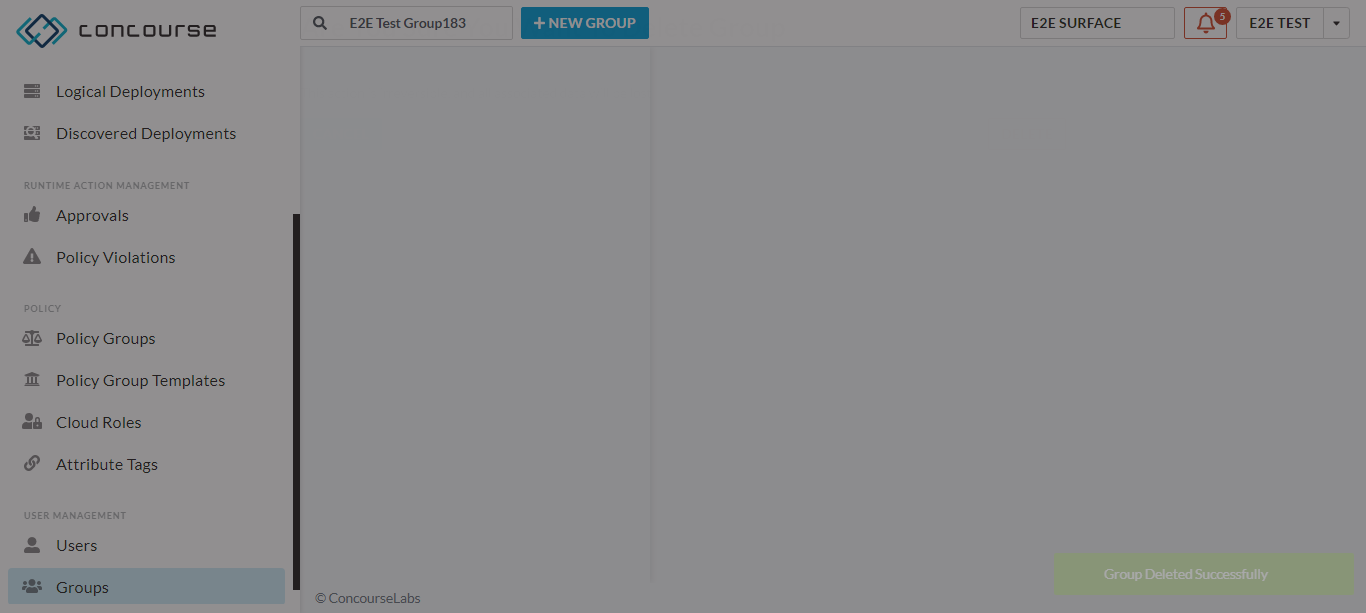 concourse
E2E Test Group183
NEW GROUP
E2E SURFACE
5
E2E TEST
Logical Deployments
Discovered Deployments
RUNTIME ACTION MANAGEMENT
Approvals
Policy Violations
POLICY
Policy Groups
Policy Group Templates
Cloud Roles
Attribute Tags
USER MANAGEMENT
Users
Groups
© ConcourseLabs
Group Deleted Successfully